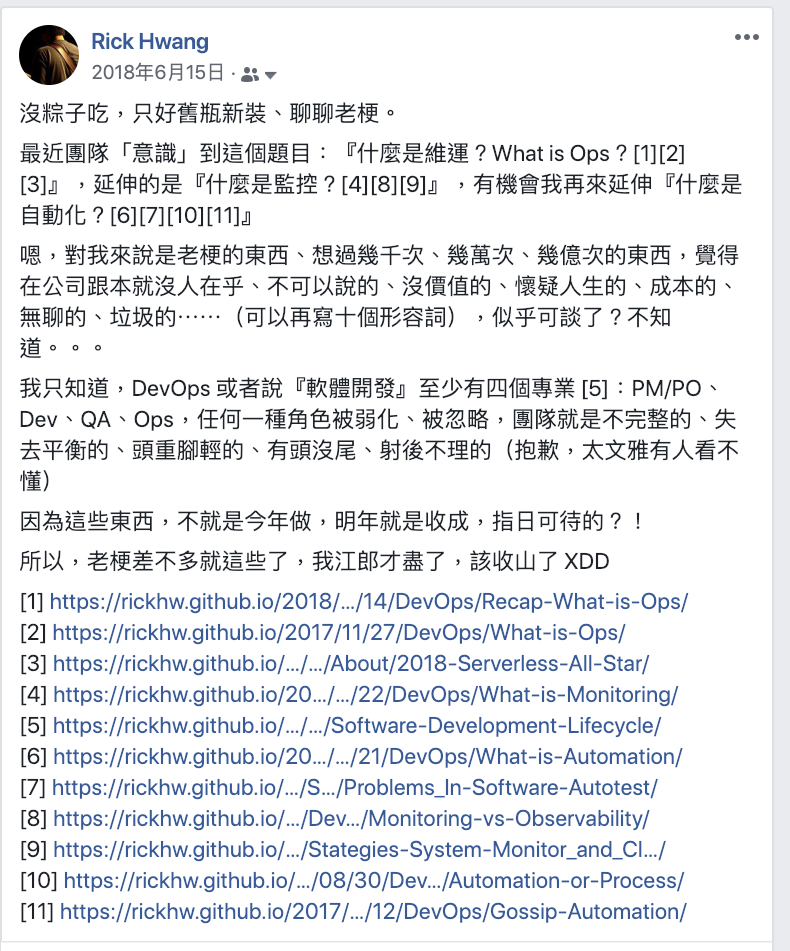 Rick Hwang
2018年6月15日 ·
沒粽子吃，只好舊瓶新裝、聊聊老梗。
最近團隊「意識」到這個題目：『什麼是維運？What is Ops？[1][2]
[3]』，延伸的是『什麼是監控？[4][8][9]』，有機會我再來延伸『什麼是
自動化？[6][7][10][11]』
嗯，對我來說是老梗的東西、想過幾千次、幾萬次、幾億次的東西，覺得
在公司跟本就沒人在乎、不可以說的、沒價值的、懷疑人生的、成本的、
無聊的、垃圾的⋯⋯（可以再寫十個形容詞），似乎可談了？不知
道。。。
我只知道，DevOps 或者說『軟體開發』至少有四個專業 [5]：PM/PO、
Dev、QA、Ops，任何一種角色被弱化、被忽略，團隊就是不完整的、失
去平衡的、頭重腳輕的、有頭沒尾、射後不理的（抱歉，太文雅有人看不
懂）
因為這些東西，不就是今年做，明年就是收成，指日可待的？！
所以，老梗差不多就這些了，我江郎才盡了，該收山了 XDD
[1] https://rickhw.github.io/2018/.../14/DevOps/Recap-What-is-Ops/
[2] https://rickhw.github.io/2017/11/27/DevOps/What-is-Ops/
[3] https://rickhw.github.io/.../.../About/2018-Serverless-All-Star/
[4] https://rickhw.github.io/20.../.../22/DevOps/What-is-Monitoring/
[5] https://rickhw.github.io/.../.../Software-Development-Lifecycle/
[6] https://rickhw.github.io/20.../.../21/DevOps/What-is-Automation/
[7] https://rickhw.github.io/.../S.../Problems_In-Software-Autotest/
[8] https://rickhw.github.io/.../Dev.../Monitoring-vs-Observability/
[9] https://rickhw.github.io/.../Stategies-System-Monitor_and_Cl.../
[10] https://rickhw.github.io/.../08/30/Dev.../Automation-or-Process/
[11] https://rickhw.github.io/2017/.../12/DevOps/Gossip-Automation/